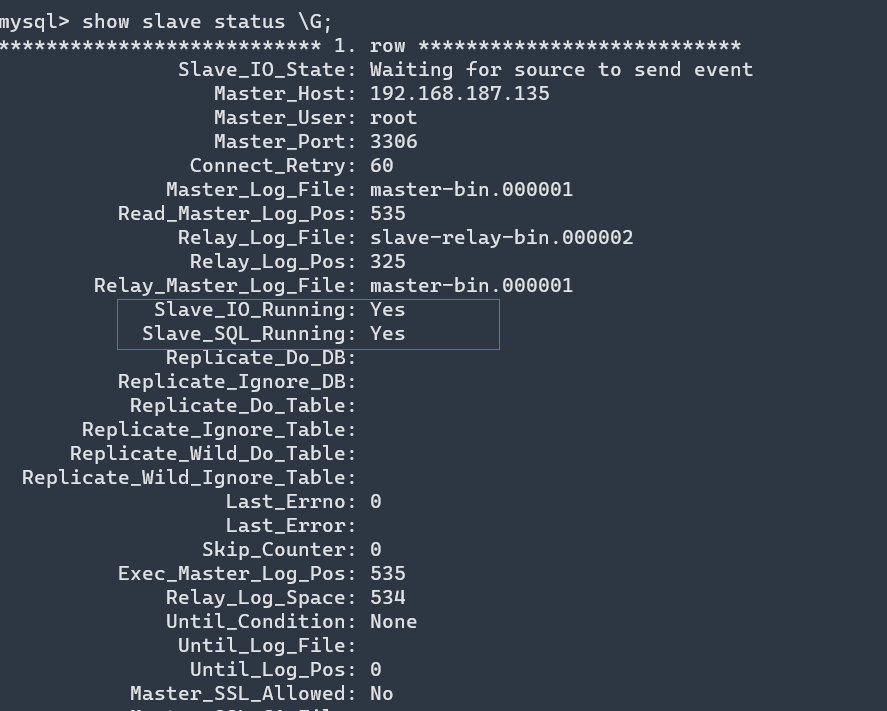 mysql> show slave status \G;
*************************** 1. row ***************************
Slave_IO_State: Waiting for source to send event
Master_Host: 192.168.187.135
Master_User: root
Master_Port: 3306
Connect_Retry: 60
Master_Log_File: master-bin.000001
Read_Master_Log_Pos: 535
Relay_Log_File: slave-relay-bin.000002
Relay_Log_Pos: 325
Relay_Master_Log_File: master-bin.000001
Slave_IO_Running: Yes
Slave_SQL_Running: Yes
Replicate_Do_DB:
Replicate_Ignore_DB:
Replicate_Do_Table:
Replicate_Ignore_Table:
Replicate_Wild_Do_Table:
Replicate_Wild_Ignore_Table:
Last_Errno: 0
Last_Error:
Skip_Counter: 0
Exec_Master_Log_Pos: 535
Relay_Log_Space: 534
Until_Condition: None
Until_Log_File:
Until_Log_Pos: 0
Master_SSL_Allowed: No